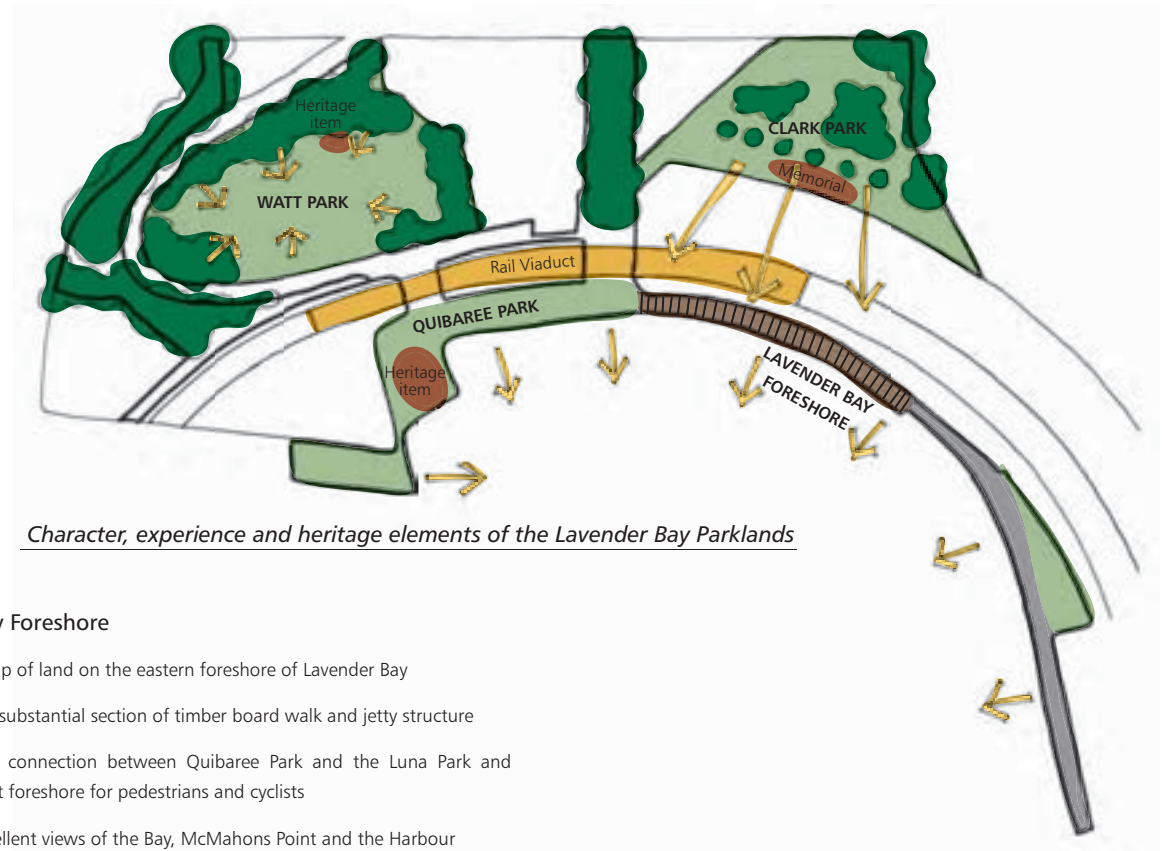 Heritage
item
CLARK PARK
Memorial
WATT PARK
Rail Viaduct
QUIBAREE PARK
Heritage
item
LAVENDER BAY
FORESHORE
Character, experience and heritage elements of the Lavender Bay Parklands
Foreshore
of land on the eastern foreshore of Lavender Bay
substantial section of timber board walk and jetty structure
connection between Quibaree Park and the Luna Park and
foreshore for pedestrians and cyclists
views of the Bay, McMahons Point and the Harbour